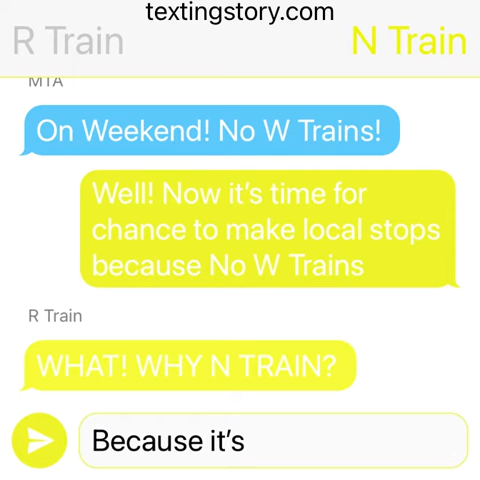 textingstory.com
R Train
N Train
MTA
On Weekend! No W Trains!
Well! Now it’s time for
chance to make local stops
because No W Trains
R Train
WHAT! WHY N TRAIN?
Because it’s